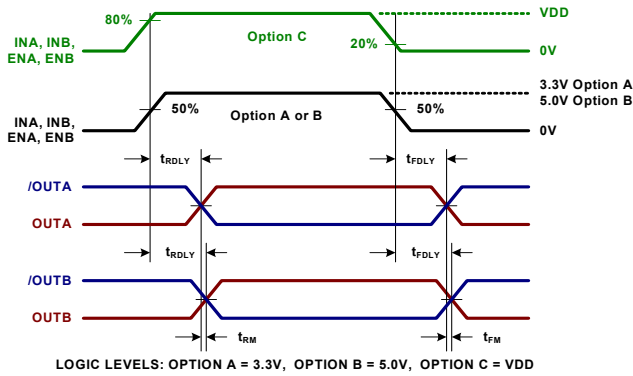 80%
Option C
VDD
INA, INB,
ENA, ENB
20%
0V
3.3V Option A
5.0V Option B
50%
Option A or B
50%
INA, INB,
ENA, ENB
0V
tRDLY
tFDLY
/OUTA
OUTA
tRDLY
tFDLY
/OUTB
OUTB
tRM
tFM
LOGIC LEVELS: OPTION A = 3.3V, OPTION B = 5.0V, OPTION C = VDD